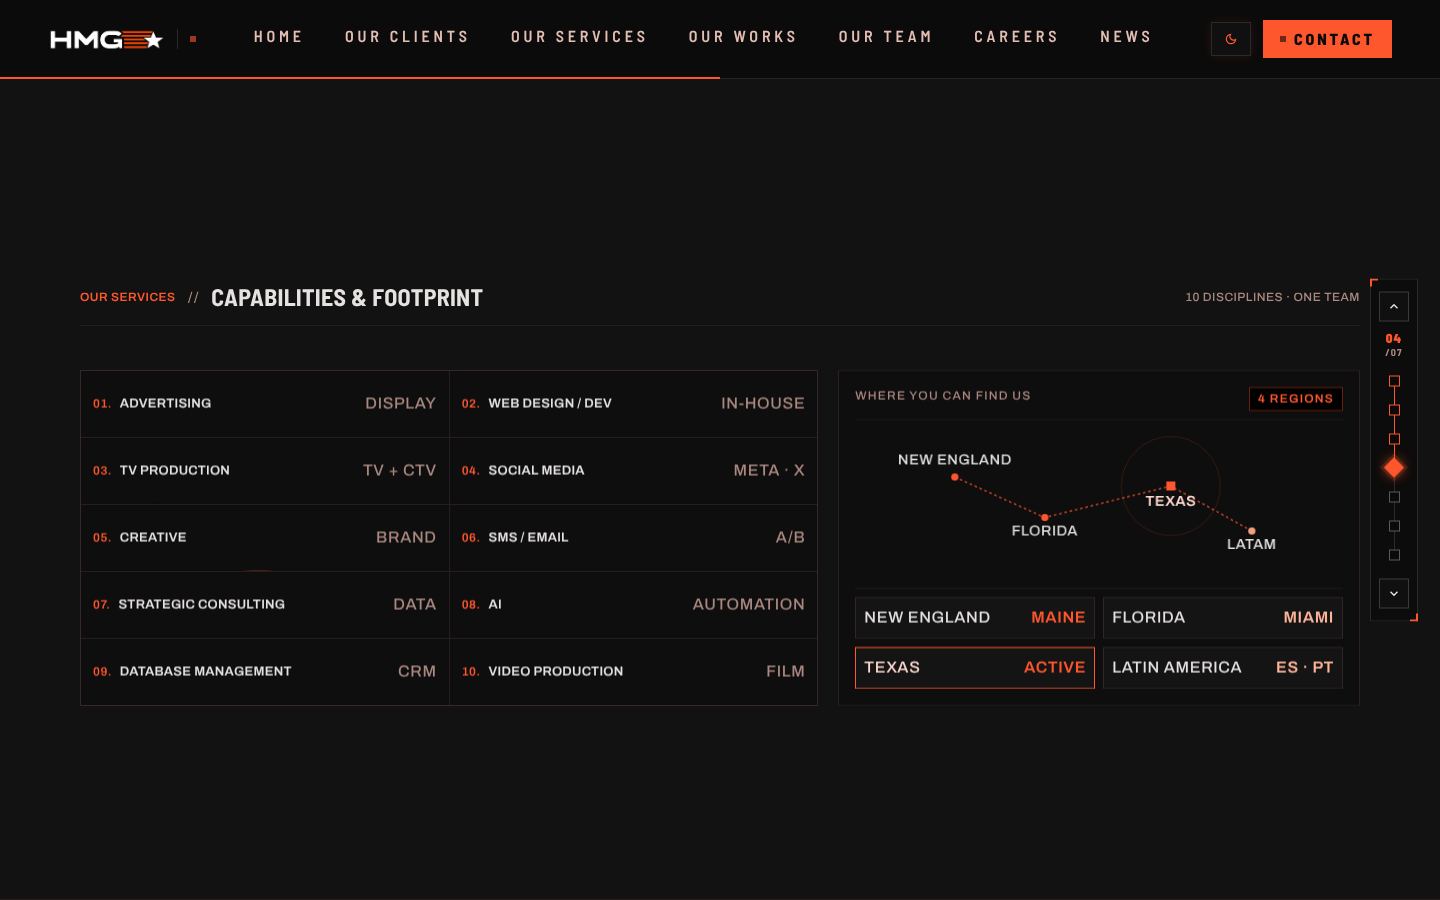 HMG
HOME OUR CLIENTS OUR SERVICES OUR WORKS OUR TEAM CAREERS NEWS
CONTACT
OUR SERVICES // CAPABILITIES & FOOTPRINT
10 DISCIPLINES · ONE TEAM
04
/07
01. ADVERTISING DISPLAY
02. WEB DESIGN / DEV IN-HOUSE
03. TV PRODUCTION TV + CTV
04. SOCIAL MEDIA META · X
05. CREATIVE BRAND
06. SMS / EMAIL A/B
07. STRATEGIC CONSULTING DATA
08. AI AUTOMATION
09. DATABASE MANAGEMENT CRM
10. VIDEO PRODUCTION FILM
WHERE YOU CAN FIND US
4 REGIONS
NEW ENGLAND
TEXAS
FLORIDA
LATAM
NEW ENGLAND MAINE
FLORIDA MIAMI
TEXAS ACTIVE
LATIN AMERICA ES · PT